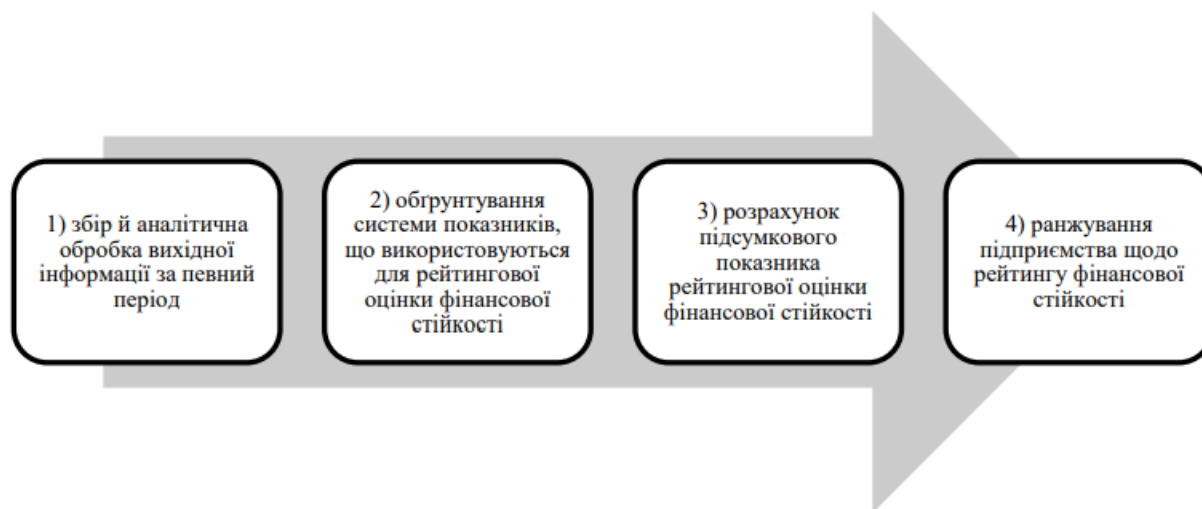 1) збір й аналітична
обробка вихідної
інформації за певний
період
2) обґрунтування
системи показників,
що використовуються
для рейтингової
оцінки фінансової
стійкості
3) розрахунок
підсумкового
показника
рейтингової оцінки
фінансової стійкості
4) ранжування
підприємства щодо
рейтингу фінансової
стійкості